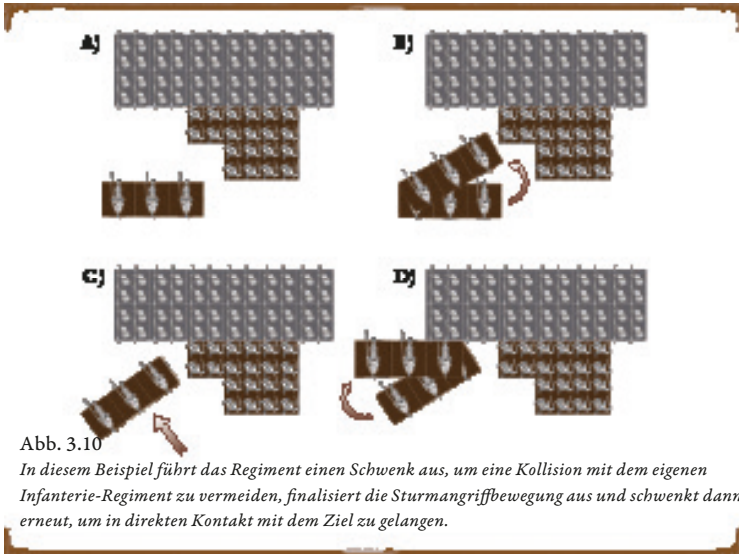 A)
B)
C)
D)
Abb. 3.10
In diesem Beispiel führt das Regiment einen Schwenk aus, um eine Kollision mit dem eigenen
Infanterie-Regiment zu vermeiden, finalisiert die Sturmangriffbewegung aus und schwenkt dann
erneut, um in direkten Kontakt mit dem Ziel zu gelangen.